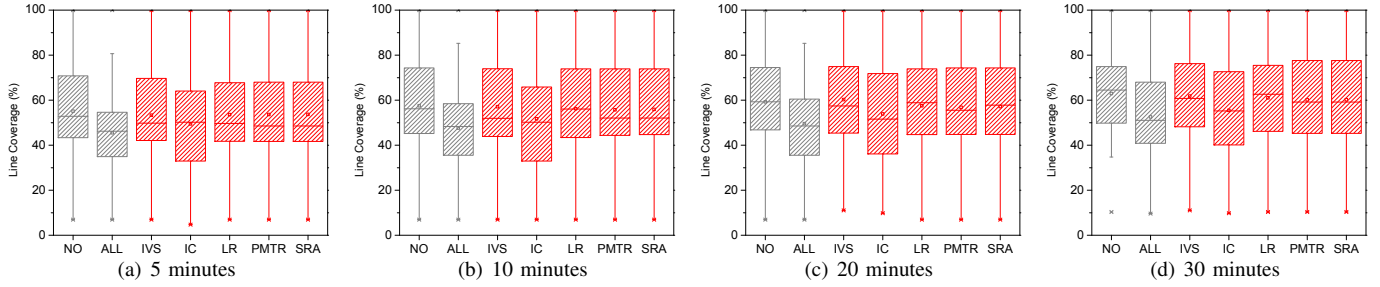 100
80
60
40
20
0
Line Coverage (%)
NO ALL IVS IC LR PMTR SRA
(a) 5 minutes
100
80
60
40
20
0
Line Coverage (%)
NO ALL IVS IC LR PMTR SRA
(b) 10 minutes
100
80
60
40
20
0
Line Coverage (%)
NO ALL IVS IC LR PMTR SRA
(c) 20 minutes
100
80
60
40
20
0
Line Coverage (%)
NO ALL IVS IC LR PMTR SRA
(d) 30 minutes